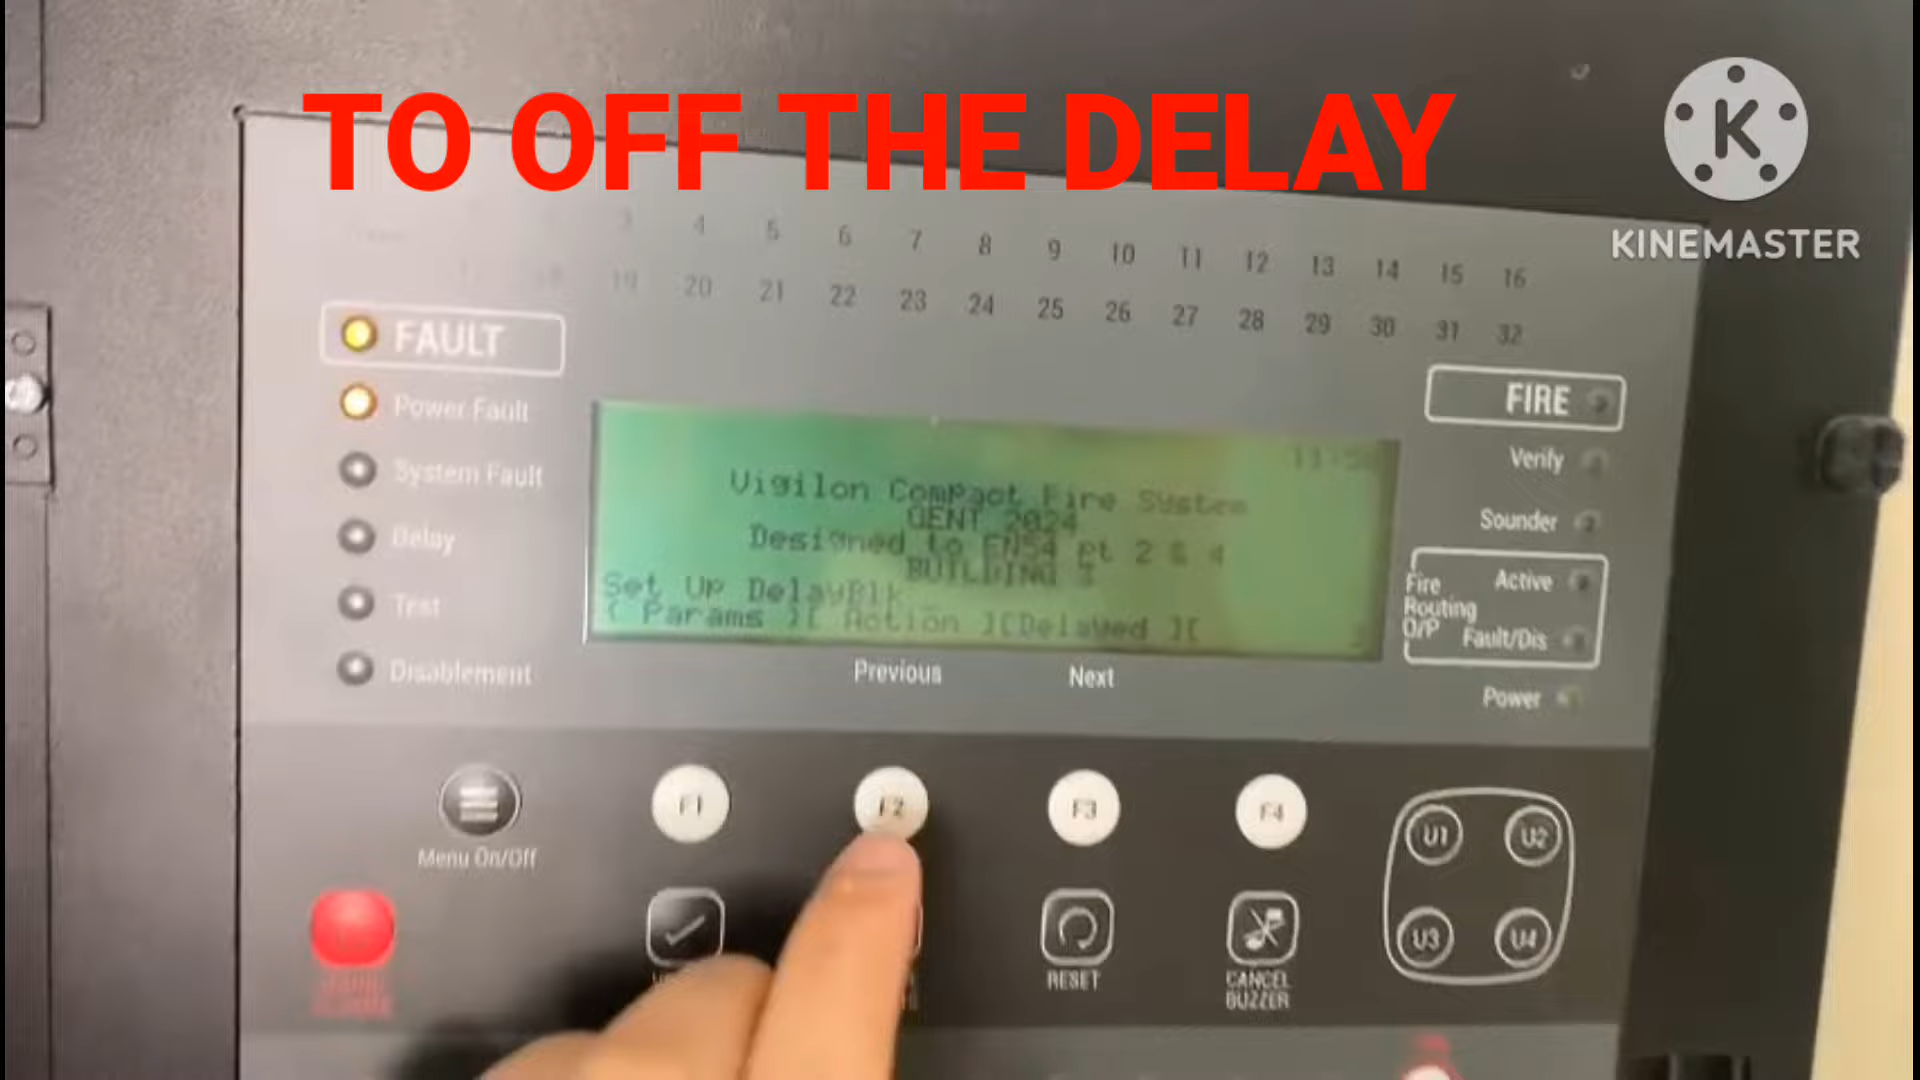 TO OFF THE DELAY
K
KINEMASTER
3 4 5 6 7 8 9 10 11 12 13 14 15 16
19 20 21 22 23 24 25 26 27 28 29 30 31 32
FAULT
Power Fault
System Fault
Delay
Test
Disablement
Vigilon Compact Fire System
GENT 2024
Designed to EN54 pt 2 & 4
BUILDING
Set Up DelayBlk
[ Params ][ Action ][Delayed ][
Previous
Next
FIRE
Verify
Sounder
Fire Routing O/P
Active
Fault/Dis
Power
Menu On/Off
F1
F2
F3
F4
U1
U2
U3
U4
RESET
CANCEL
BUZZER